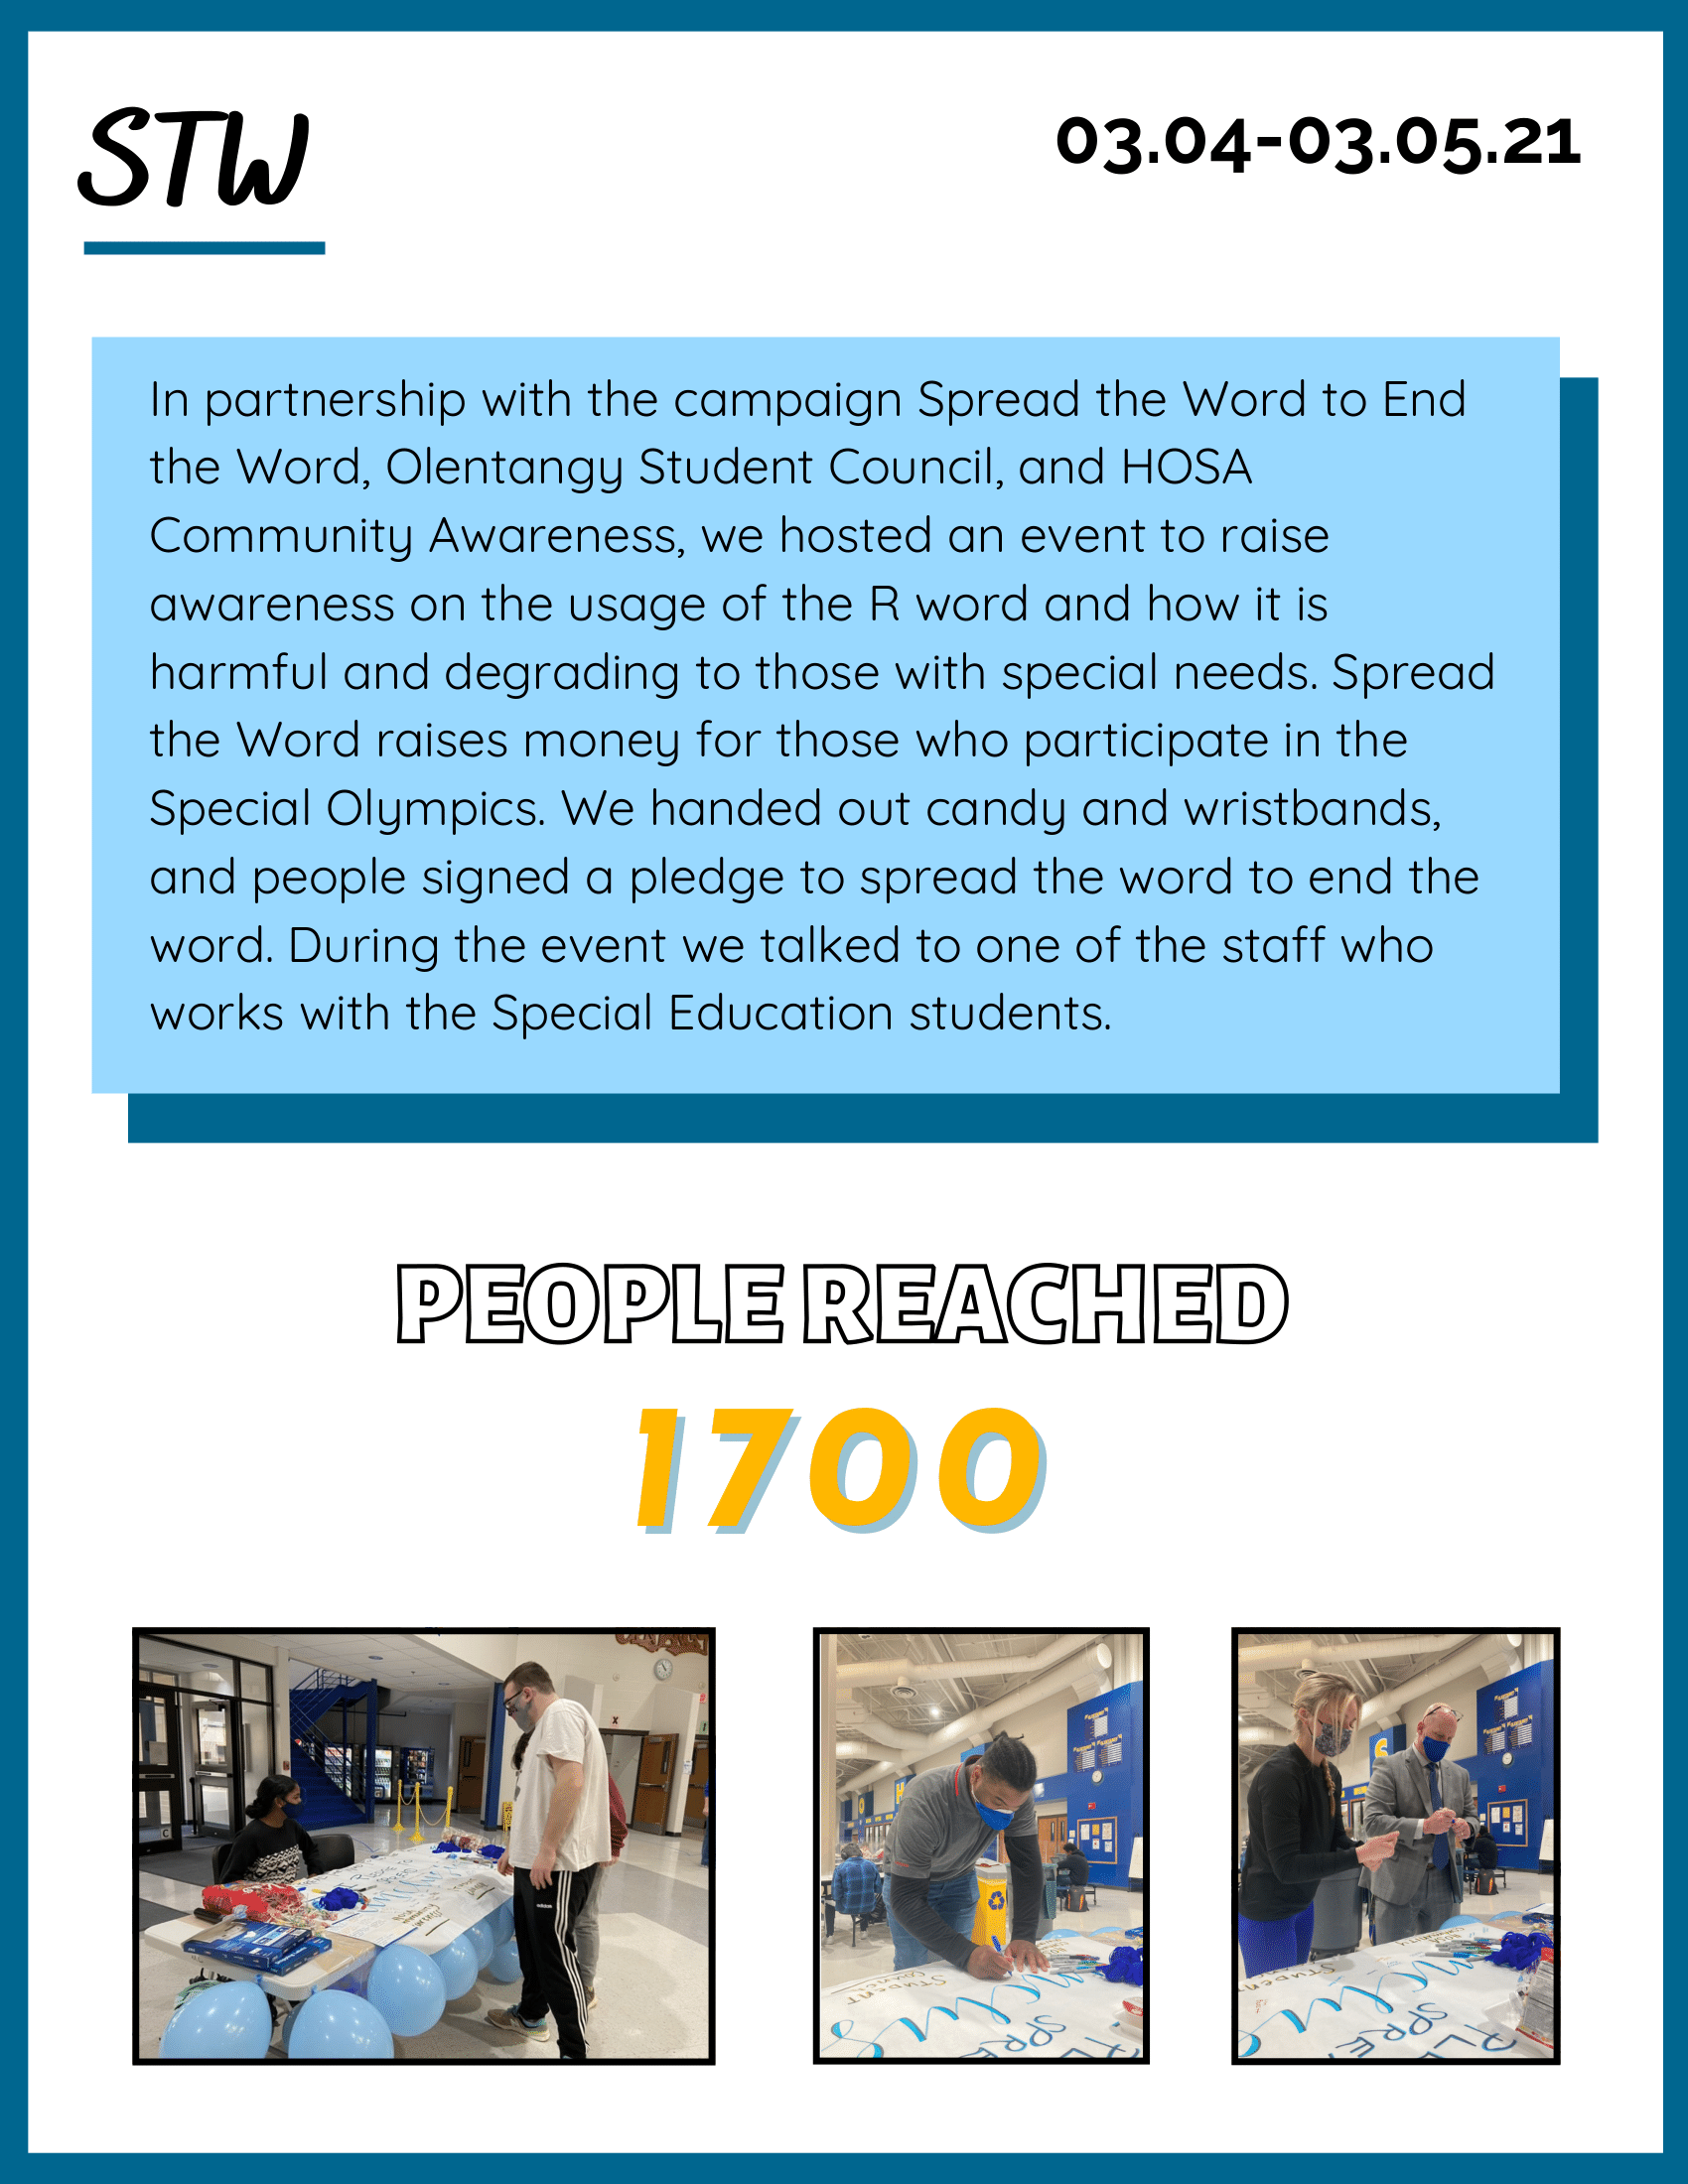 STW
03.04-03.05.21
In partnership with the campaign Spread the Word to End
the Word, Olentangy Student Council, and HOSA
Community Awareness, we hosted an event to raise
awareness on the usage of the R word and how it is
harmful and degrading to those with special needs. Spread
the Word raises money for those who participate in the
Special Olympics. We handed out candy and wristbands,
and people signed a pledge to spread the word to end the
word. During the event we talked to one of the staff who
works with the Special Education students.
PEOPLE REACHED
1700
adidas
STUDENT
SPRE
STUDENT
SPRE